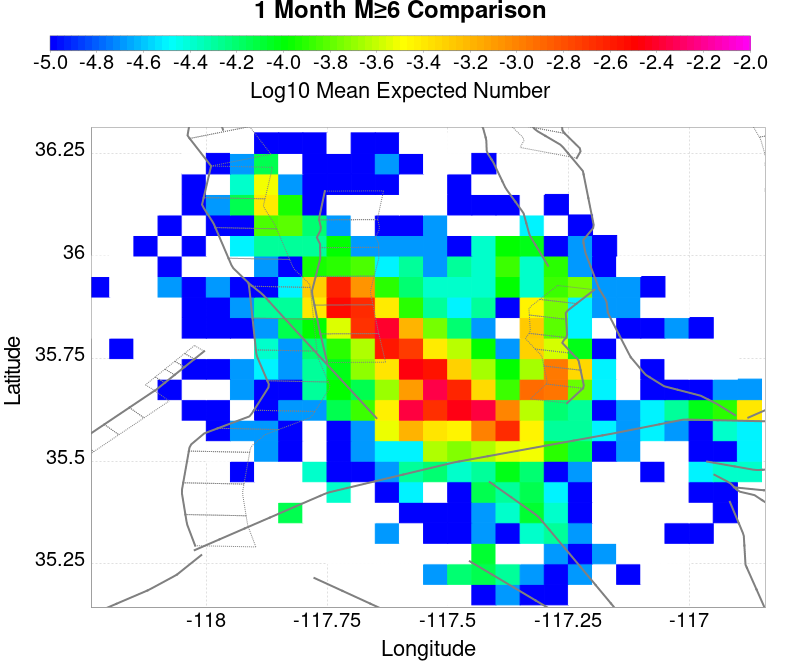 1 Month M≥6 Comparison
-5.0 -4.8 -4.6 -4.4 -4.2 -4.0 -3.8 -3.6 -3.4 -3.2 -3.0 -2.8 -2.6 -2.4 -2.2 -2.0
Log10 Mean Expected Number
36.25
36
35.75
35.5
35.25
Latitude
-118 -117.75 -117.5 -117.25 -117
Longitude